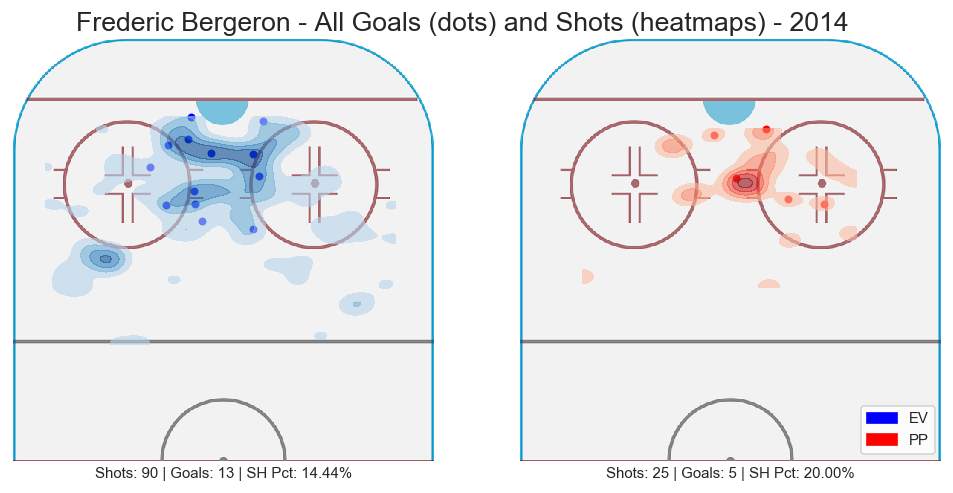 Frederic Bergeron - All Goals (dots) and Shots (heatmaps) - 2014
EV
PP
Shots: 90 | Goals: 13 | SH Pct: 14.44%
Shots: 25 | Goals: 5 | SH Pct: 20.00%